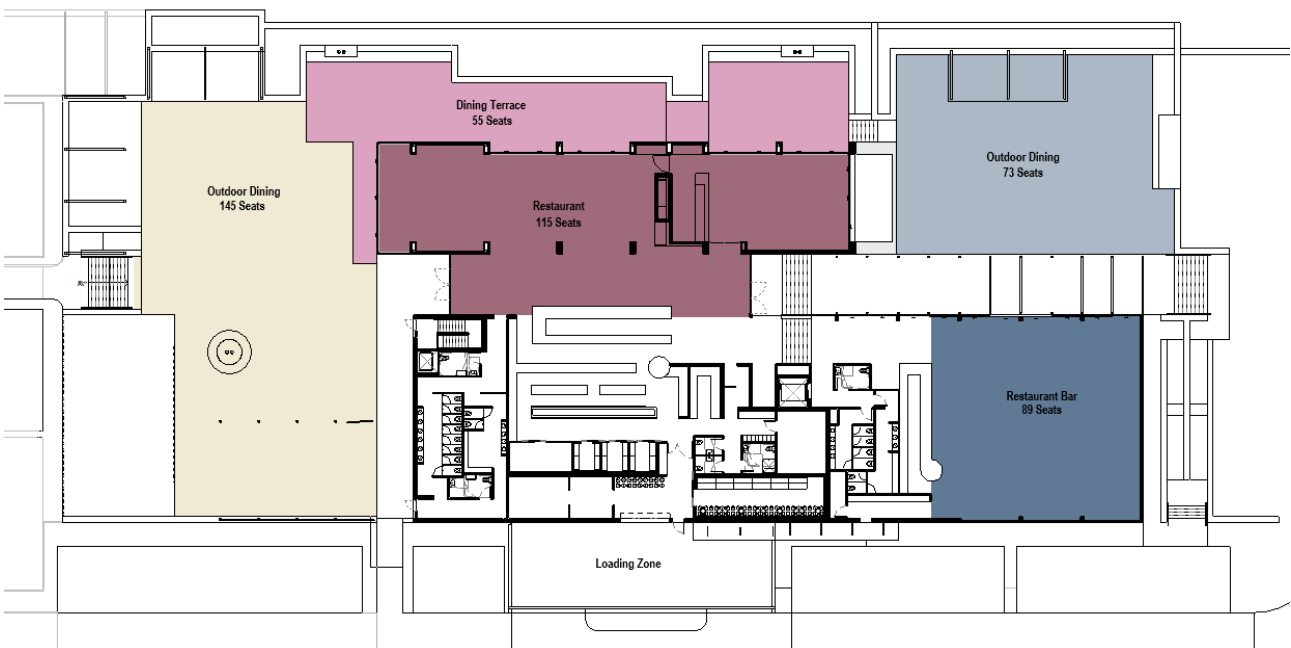 Dining Terrace
55 Seats
Outdoor Dining
73 Seats
Outdoor Dining
145 Seats
Restaurant
115 Seats
Restaurant Bar
89 Seats
Loading Zone